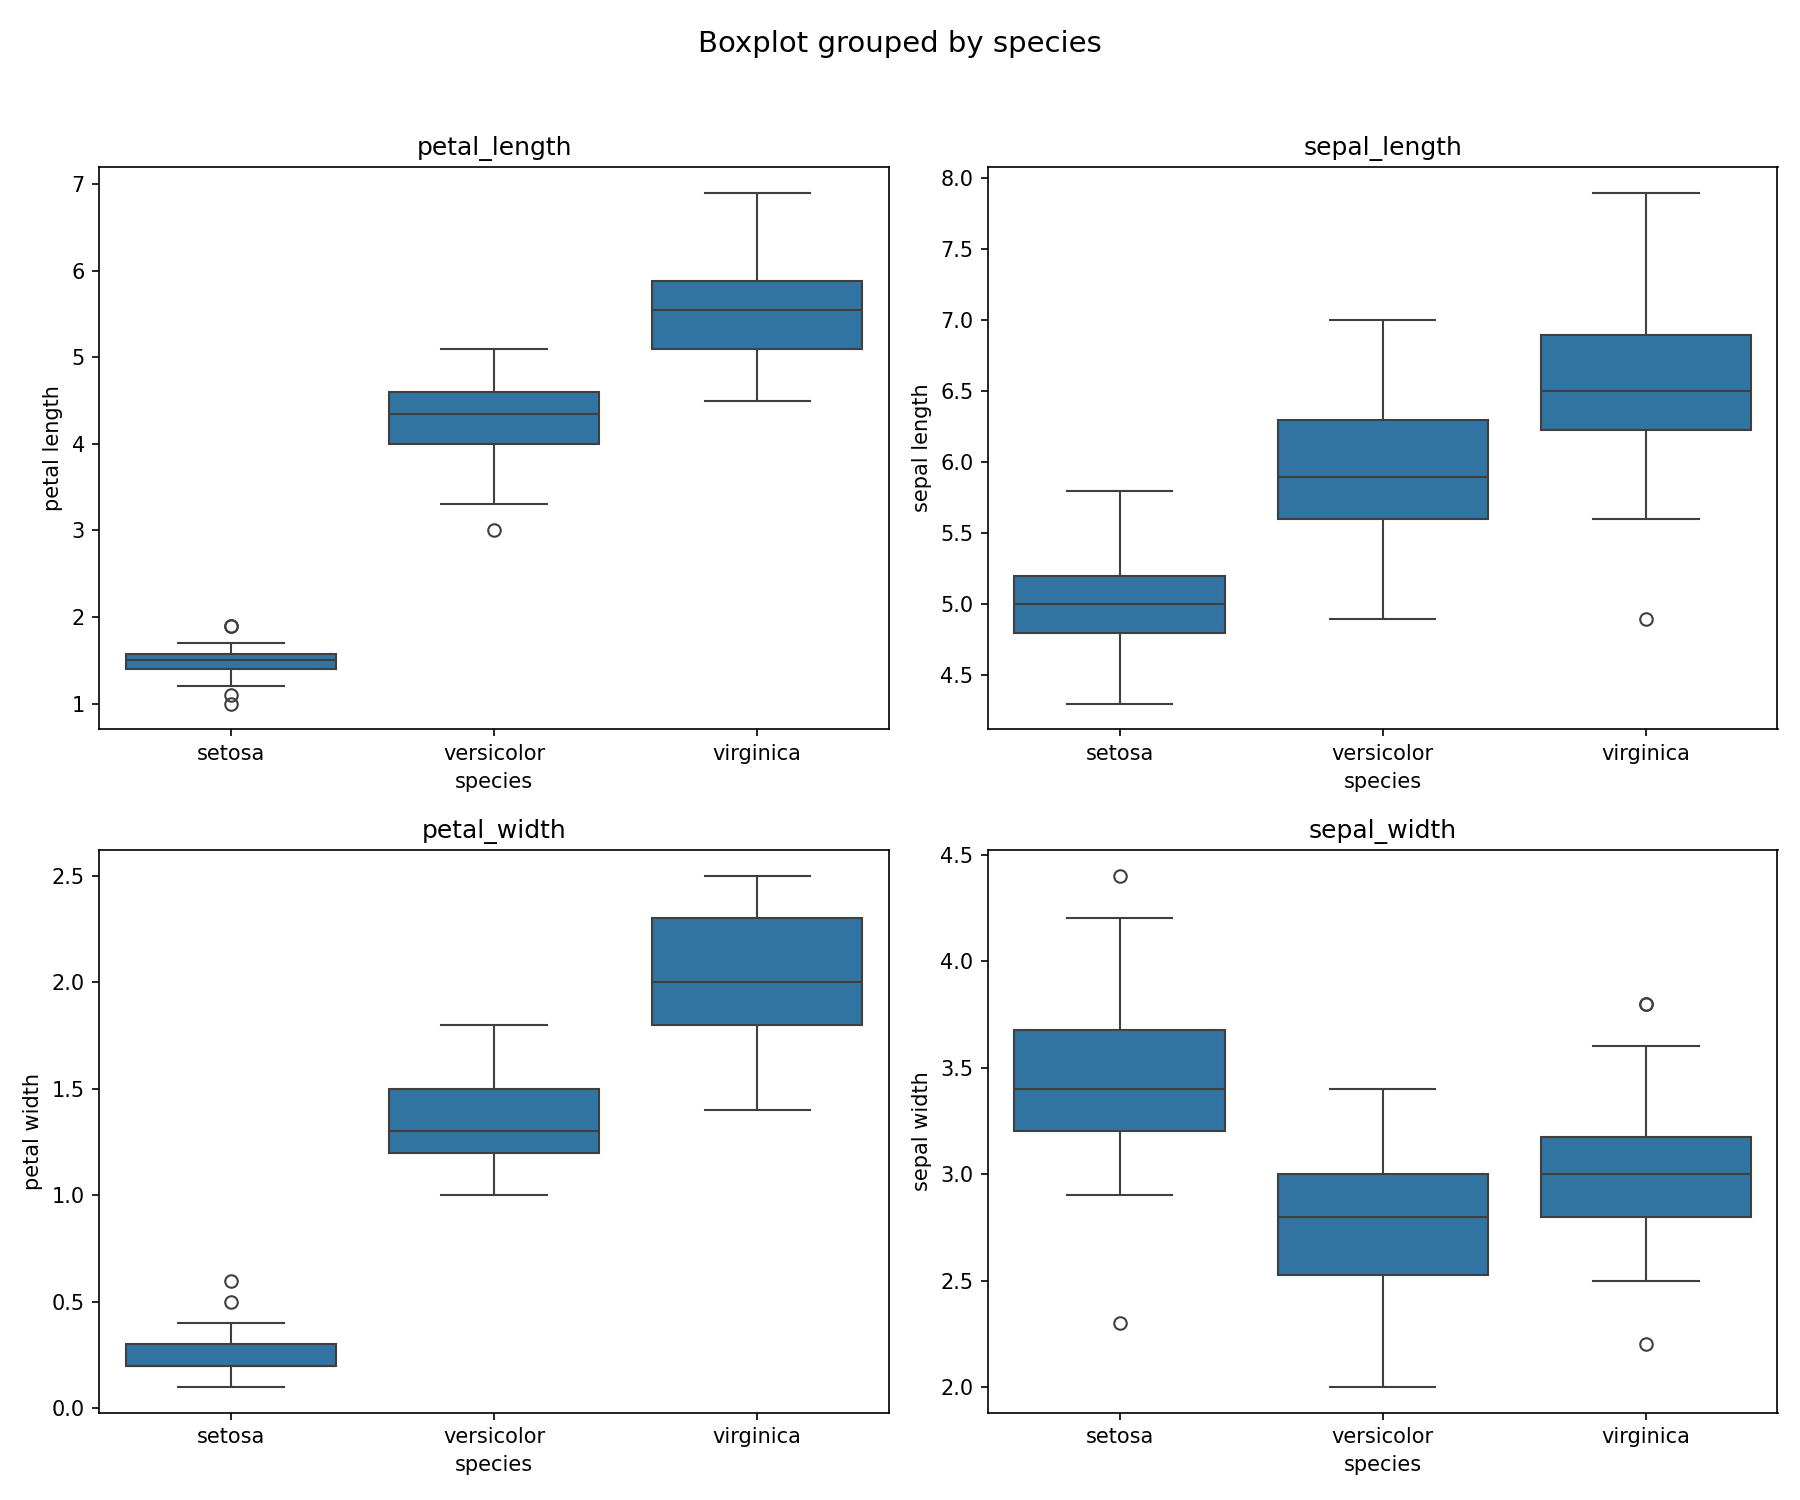 Boxplot grouped by species
petal_length
7
6
5
4
3
2
1
petal length
setosa versicolor virginica
species
sepal_length
8.0
7.5
7.0
6.5
6.0
5.5
5.0
4.5
sepal length
setosa versicolor virginica
species
petal_width
2.5
2.0
1.5
1.0
0.5
0.0
petal width
setosa versicolor virginica
species
sepal_width
4.5
4.0
3.5
3.0
2.5
2.0
sepal width
setosa versicolor virginica
species